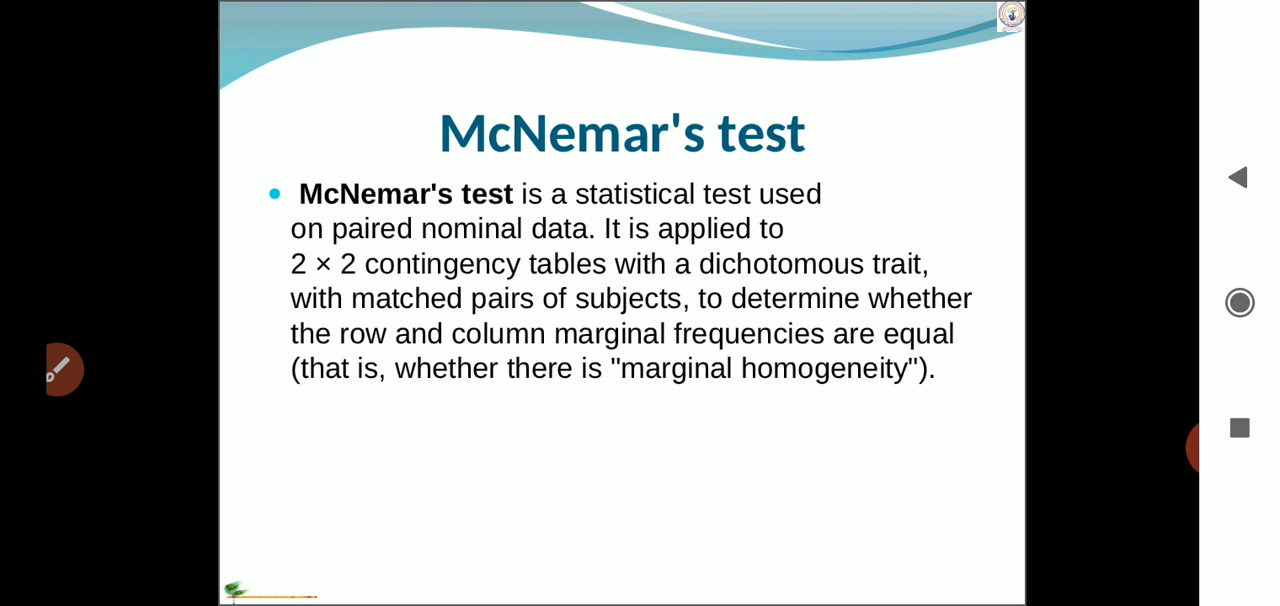 McNemar's test
McNemar's test is a statistical test used
on paired nominal data. It is applied to
2 × 2 contingency tables with a dichotomous trait,
with matched pairs of subjects, to determine whether
the row and column marginal frequencies are equal
(that is, whether there is "marginal homogeneity").